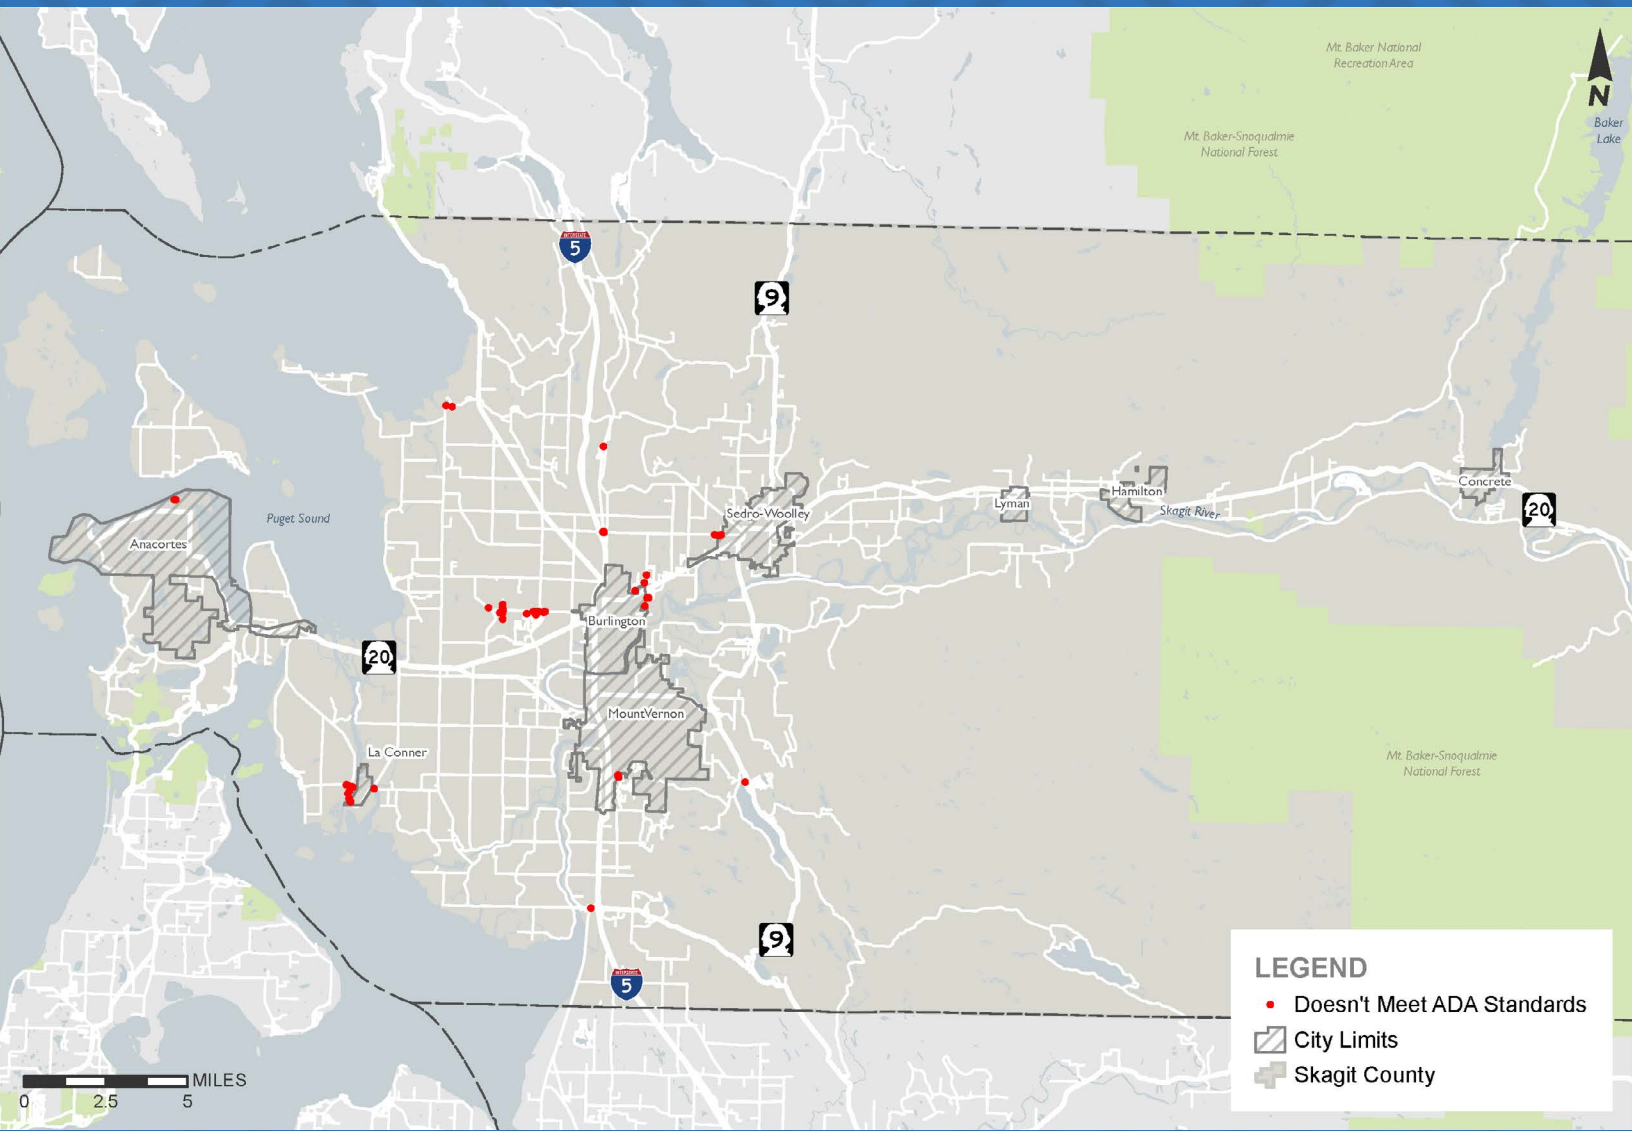 Mt. Baker National
Recreation Area
N
Baker
Lake
Mt. Baker-Snoqualmie
National Forest
INTERSTATE
5
9
Puget Sound
Anacortes
Sedro-Woolley
Lyman
Hamilton
Skagit River
Concrete
20
Burlington
20
MountVernon
La Conner
Mt. Baker-Snoqualmie
National Forest
9
INTERSTATE
5
LEGEND
Doesn't Meet ADA Standards
City Limits
Skagit County
MILES
0 2.5 5